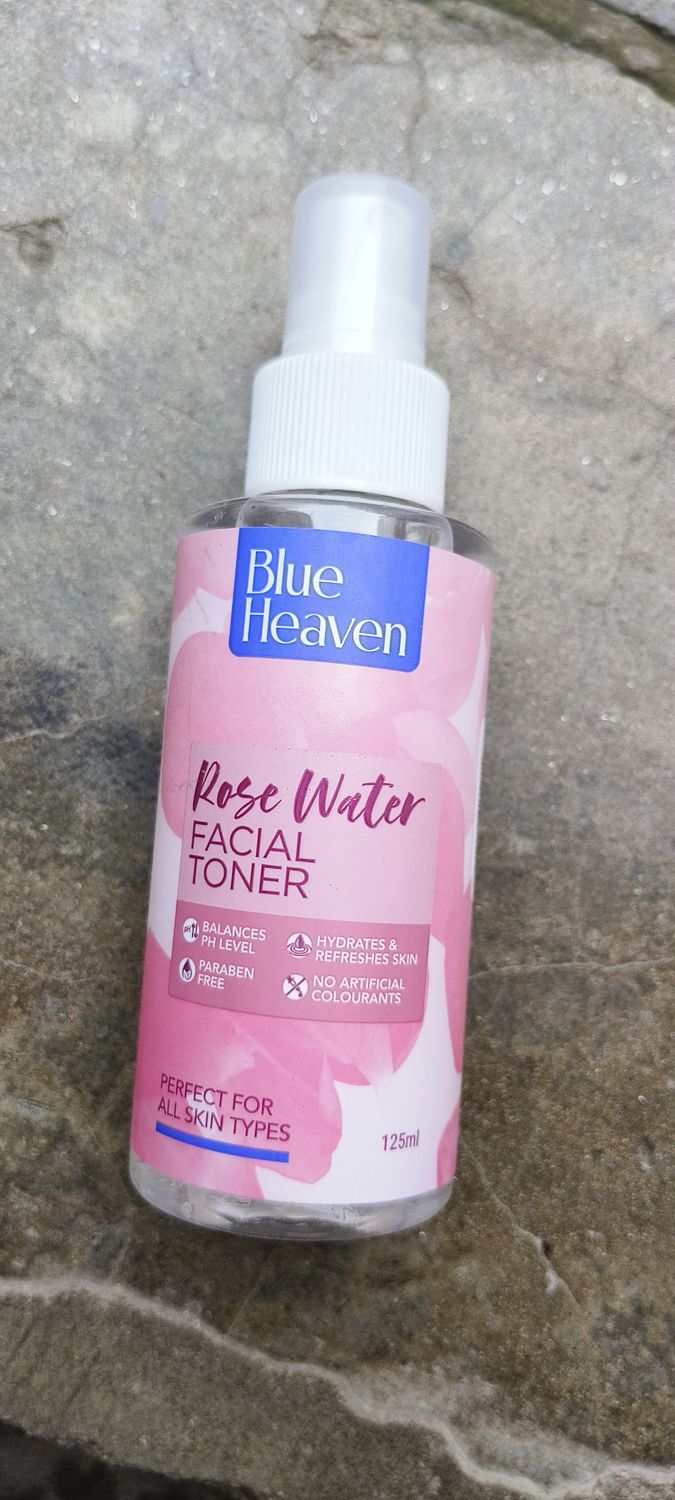 Blue
Heaven
Rose Water
FACIAL
TONER
pH
BALANCES
PH LEVEL
HYDRATES &
REFRESHES SKIN
PARABEN
FREE
NO ARTIFICIAL
COLOURANTS
PERFECT FOR
ALL SKIN TYPES
125ml